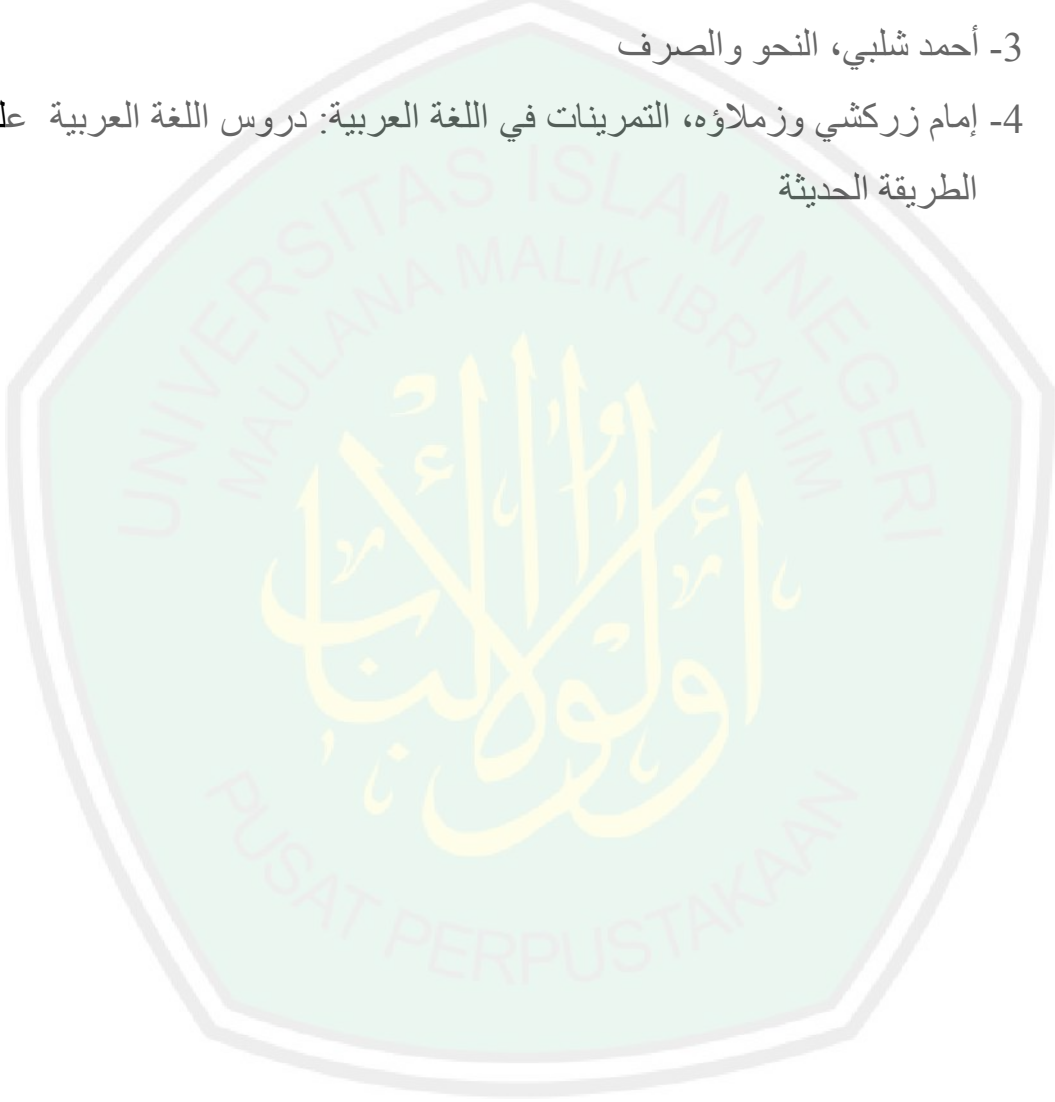 3- أحمد شلبي، النحو والصرف
4- إمام زركشي وزملاؤه، التمرينات في اللغة العربية: دروس اللغة العربية
الطريقة الحديثة
UNIVERSITAS ISLAM NEGERI
MAULANA MALIK IBRAHIM
PUSAT PERPUSTAKAAN